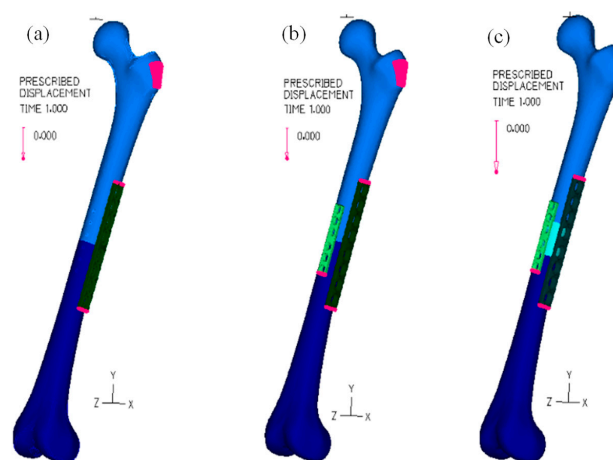 (a)
PRESCRIBED
DISPLACEMENT
TIME 1.000
0.000
Y
Z
X
(b)
PRESCRIBED
DISPLACEMENT
TIME 1.000
0.000
Y
Z
X
(c)
PRESCRIBED
DISPLACEMENT
TIME 1.000
0.000
Y
Z
X